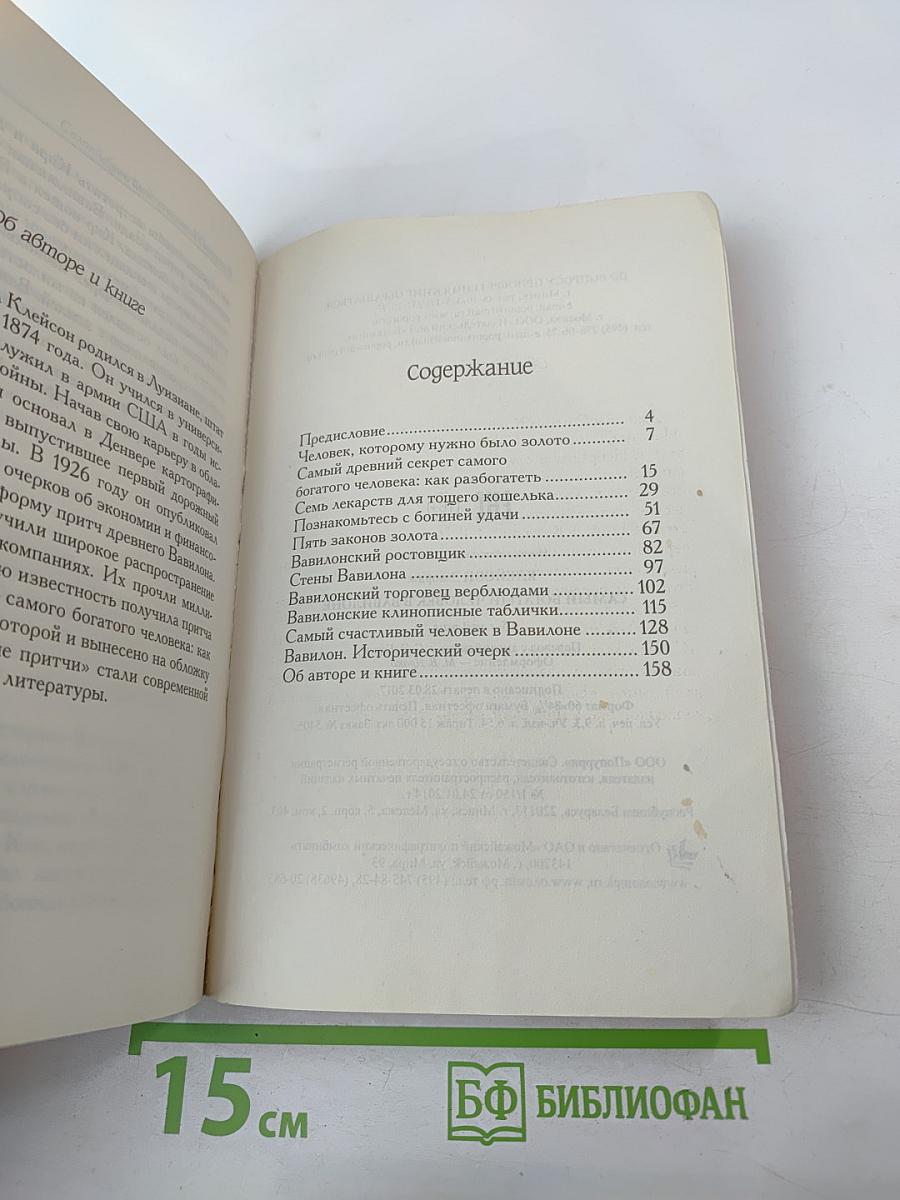 Об авторе и книге
Клейсон родился в Луизиане, штат
1874 года. Он учился в универси-
служил в армии США в годы ис-
войны. Начав свою карьеру в обла-
основал в Денвере картографи-
выпустившее первый дорожный
В 1926 году он опубликовал
очерков об экономии и финансо-
форму притч древнего Вавилона.
учили широкое распространение
компаниях. Их прочли милли-
ю известность получила притча
самого богатого человека: как
которой и вынесено на обложку
е притчи» стали современной
литературы.
Содержание
Предисловие 4
Человек, которому нужно было золото 7
Самый древний секрет самого
богатого человека: как разбогатеть 15
Семь лекарств для тощего кошелька 29
Познакомьтесь с богиней удачи 51
Пять законов золота 67
Вавилонский ростовщик 82
Стены Вавилона 97
Вавилонский торговец верблюдами 102
Вавилонские клинописные таблички 115
Самый счастливый человек в Вавилоне 128
Вавилон. Исторический очерк 150
Об авторе и книге 158
15 см
БФ БИБЛИОФАН